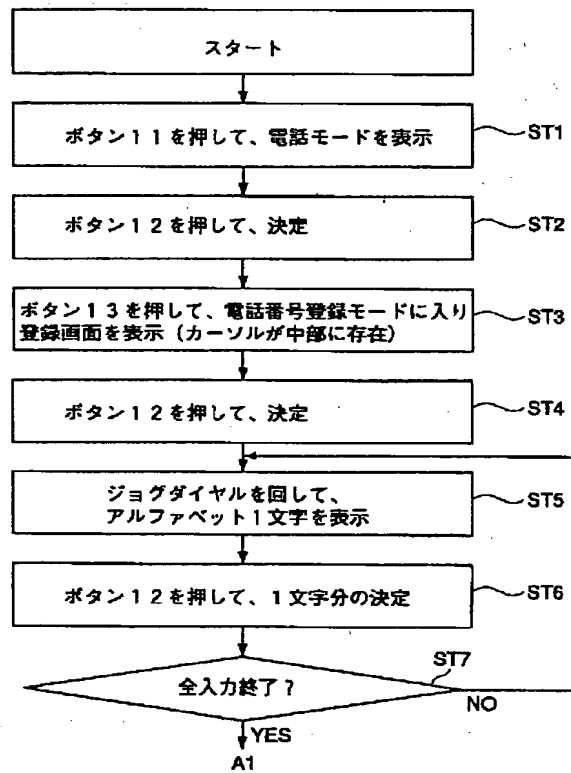 スタート
ボタン11を押して、電話モードを表示
ST1
ボタン12を押して、決定
ST2
ボタン13を押して、電話番号登録モードに入り
登録画面を表示（カーソルが中部に存在）
ST3
ボタン12を押して、決定
ST4
ジョグダイヤルを回して、
アルファベット1文字を表示
ST5
ボタン12を押して、1文字分の決定
ST6
全入力終了？
ST7
NO
YES
A1